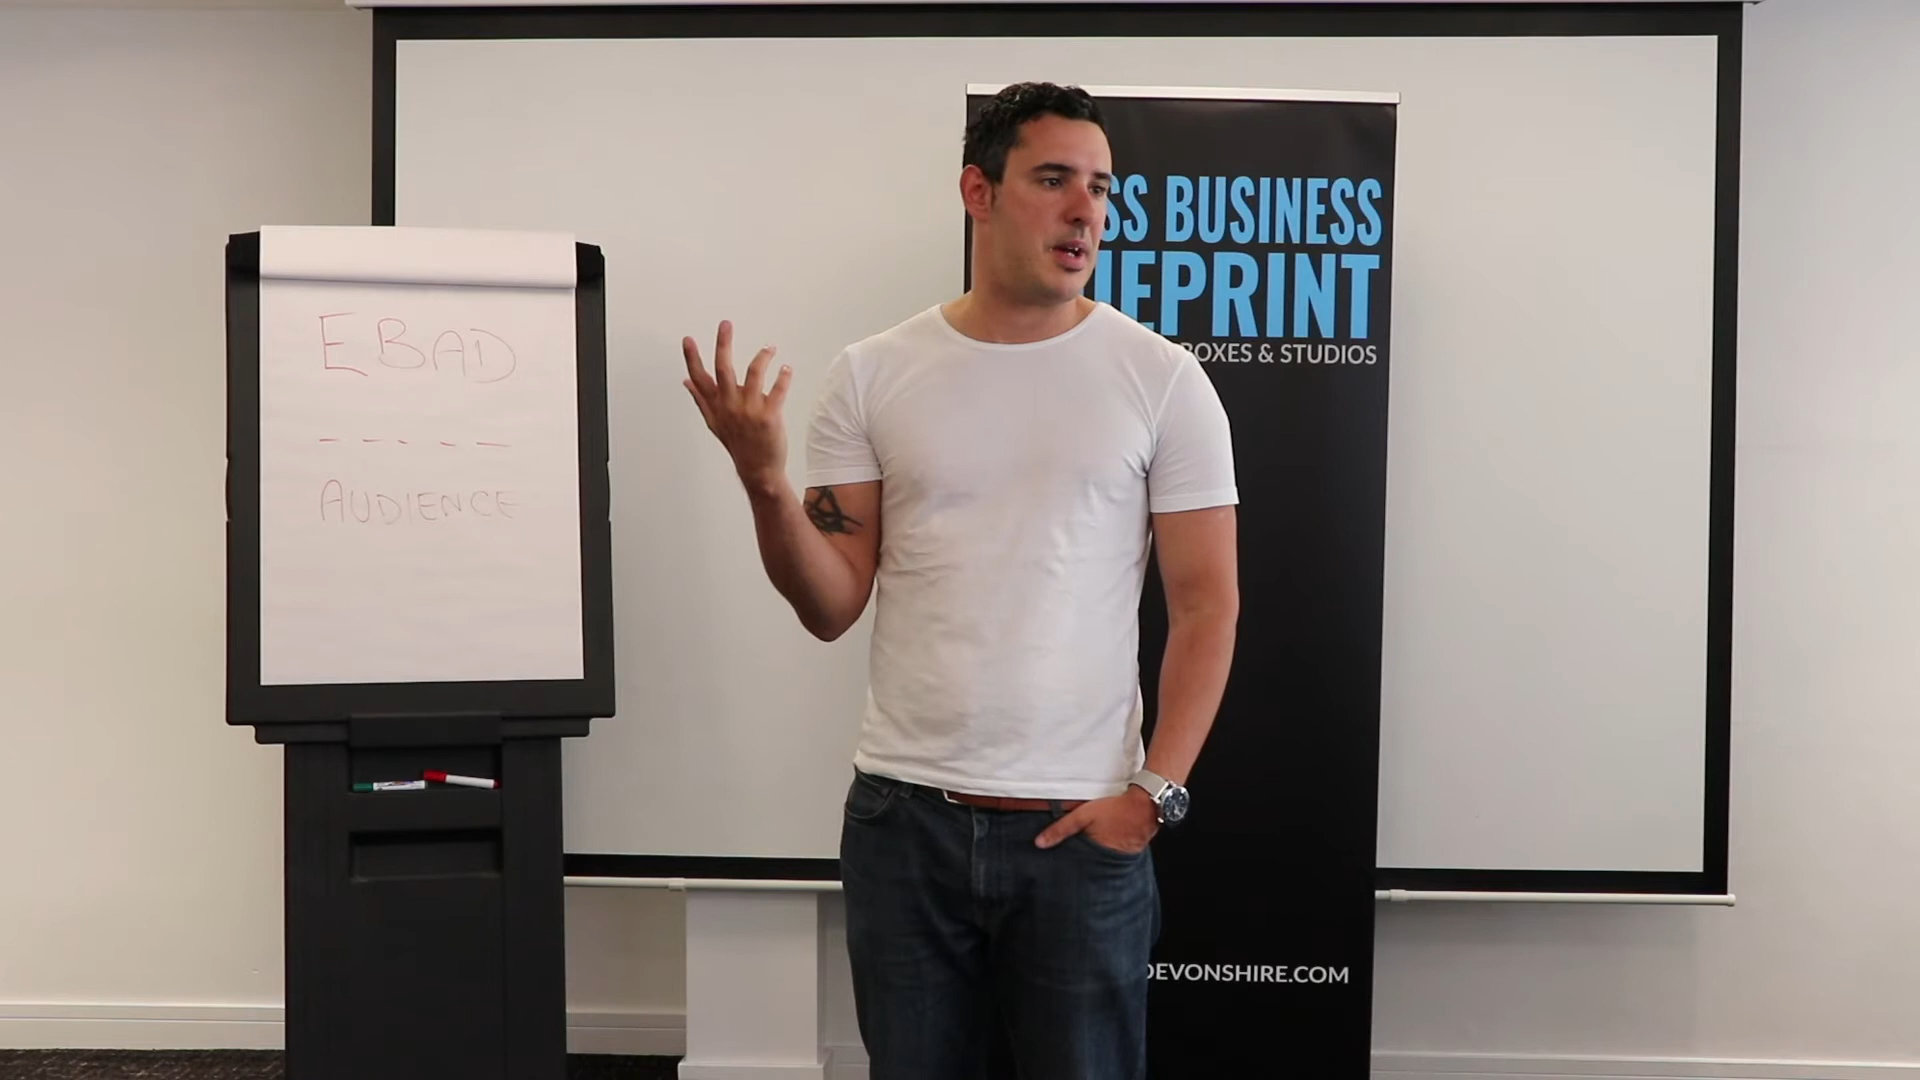 EBAD
AUDIENCE
SS BUSINESS
EPRINT
BOXES & STUDIOS
DEVONSHIRE.COM